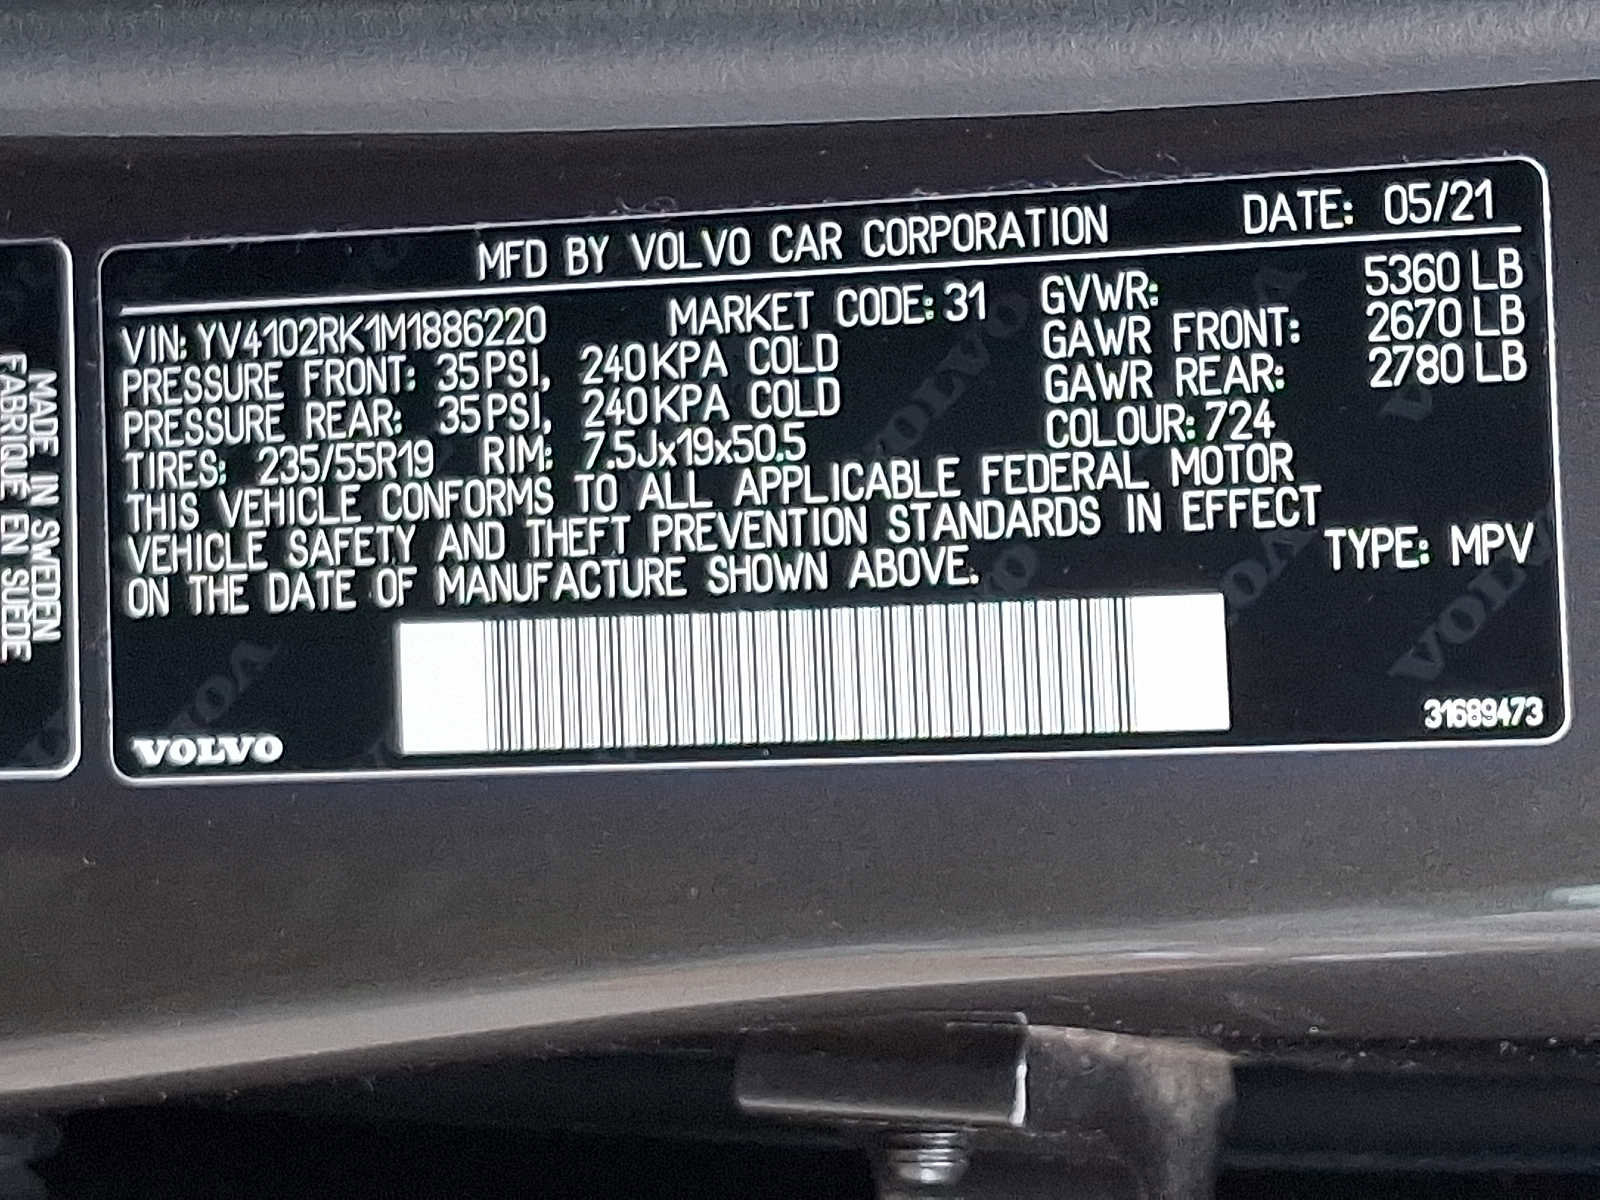 MADE IN SWEDEN
FABRIQUE EN SUEDE
MFD BY VOLVO CAR CORPORATION DATE: 05/21
VIN: YV4102RK1M1886220 MARKET CODE: 31 GVWR: 5360 LB
PRESSURE FRONT: 35 PSI, 240 KPA COLD GAWR FRONT: 2670 LB
PRESSURE REAR: 35 PSI, 240 KPA COLD GAWR REAR: 2780 LB
TIRES: 235/55R19 RIM: 7.5Jx19x50.5 COLOUR: 724
THIS VEHICLE CONFORMS TO ALL APPLICABLE FEDERAL MOTOR
VEHICLE SAFETY AND THEFT PREVENTION STANDARDS IN EFFECT
ON THE DATE OF MANUFACTURE SHOWN ABOVE. TYPE: MPV
VOLVO 31689473